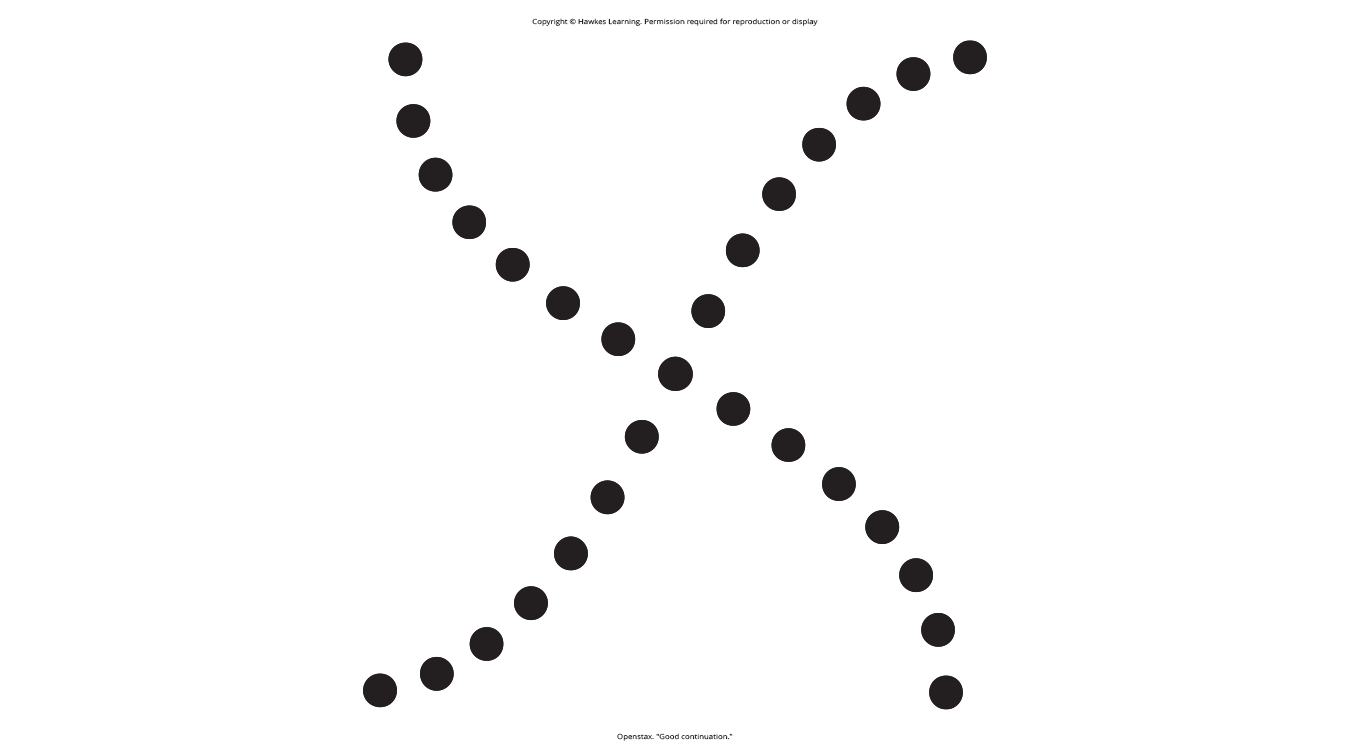 Copyright © Hawkes Learning. Permission required for reproduction or display
Openstax. "Good continuation."